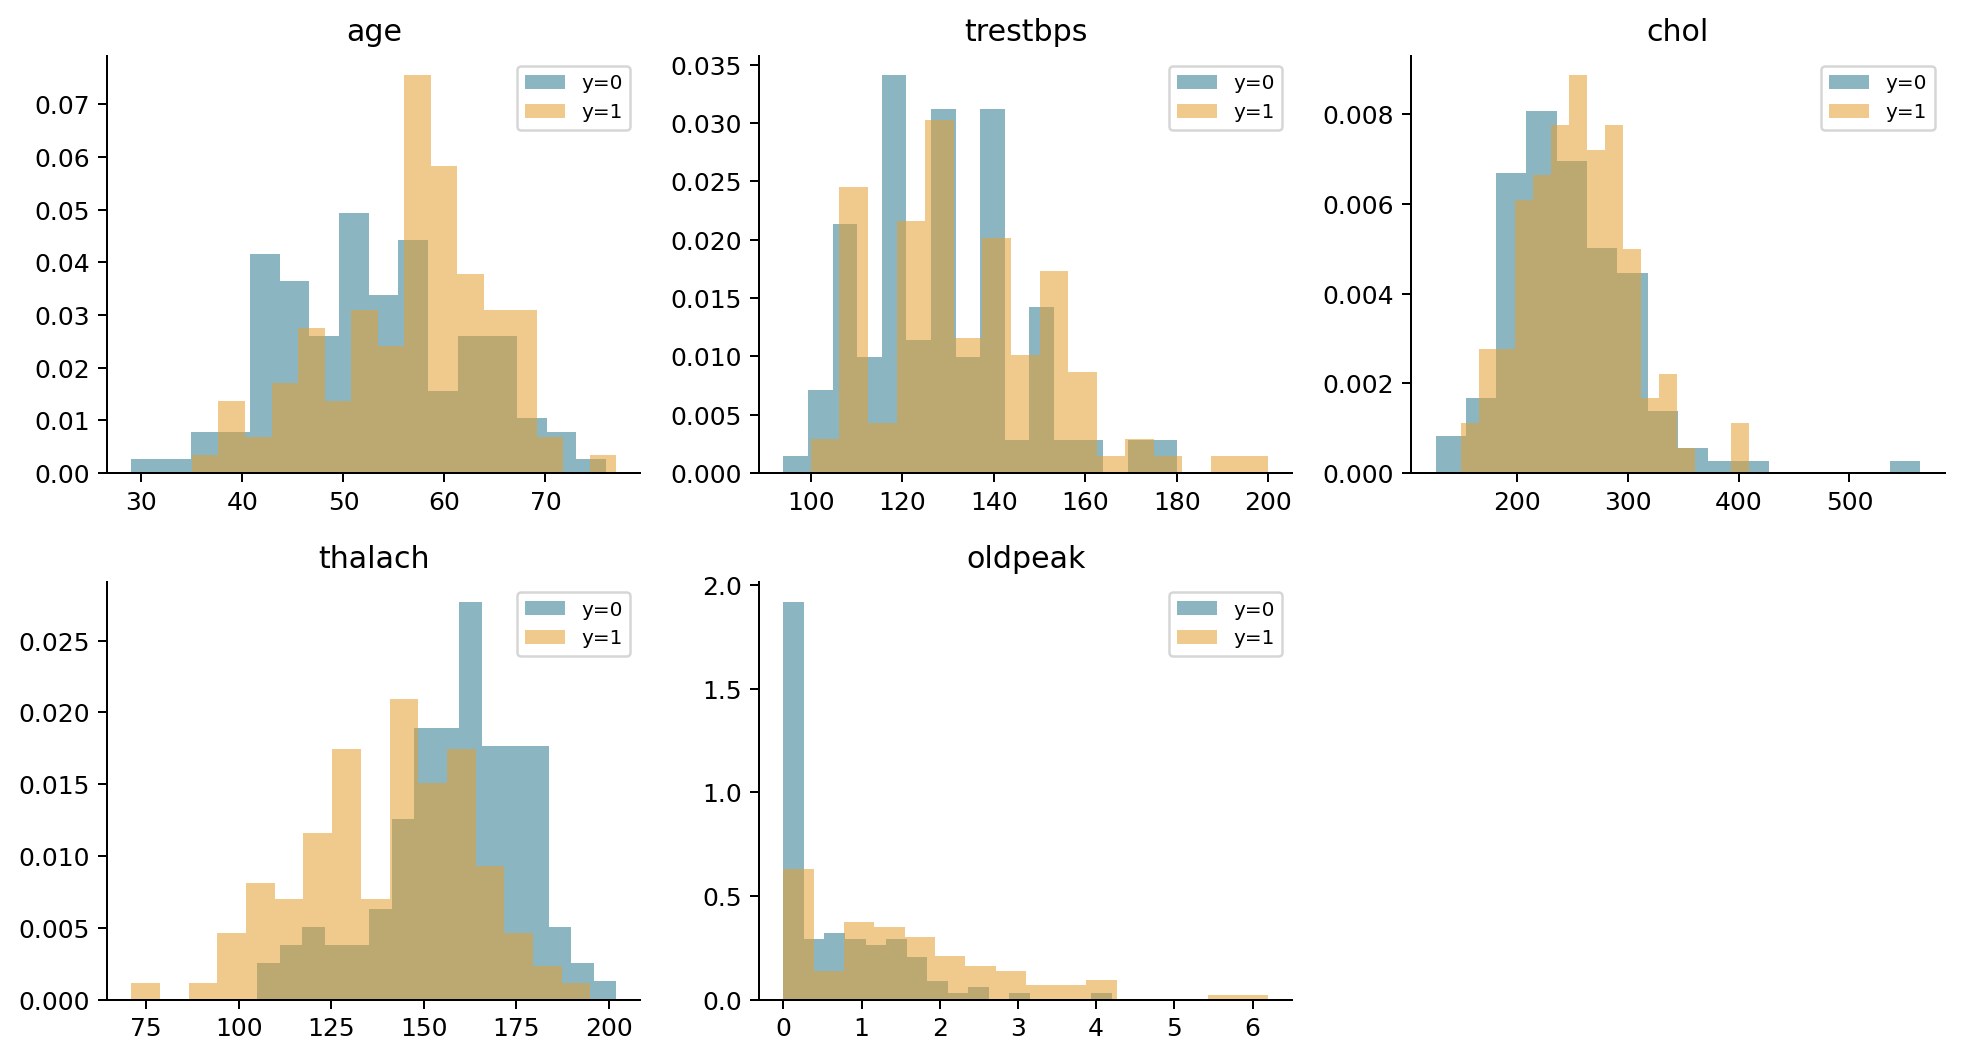 age
y=0
y=1
0.07
0.06
0.05
0.04
0.03
0.02
0.01
0.00
30 40 50 60 70
trestbps
y=0
y=1
0.035
0.030
0.025
0.020
0.015
0.010
0.005
0.000
100 120 140 160 180 200
chol
y=0
y=1
0.008
0.006
0.004
0.002
0.000
200 300 400 500
thalach
y=0
y=1
0.025
0.020
0.015
0.010
0.005
0.000
75 100 125 150 175 200
oldpeak
y=0
y=1
2.0
1.5
1.0
0.5
0.0
0 1 2 3 4 5 6